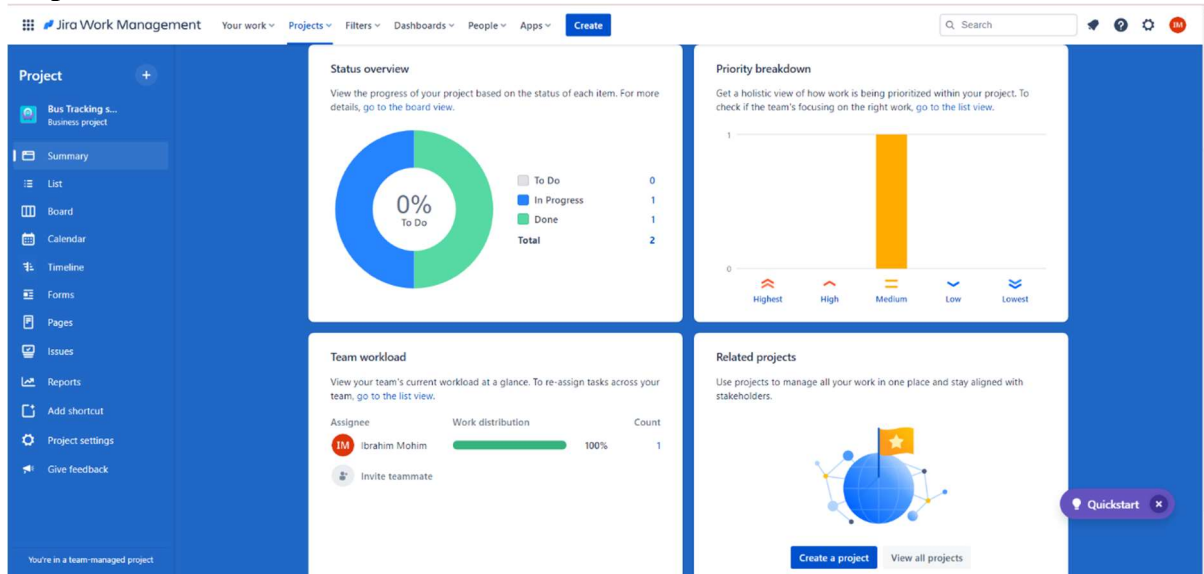 Jira Work Management Your work Projects Filters Dashboards People Apps Create Search IM
Project
Bus Tracking s...
Business project
Summary
List
Board
Calendar
Timeline
Forms
Pages
Issues
Reports
Add shortcut
Project settings
Give feedback
You're in a team-managed project
Status overview
View the progress of your project based on the status of each item. For more
details, go to the board view.
0%
To Do
To Do 0
In Progress 1
Done 1
Total 2
Priority breakdown
Get a holistic view of how work is being prioritized within your project. To
check if the team's focusing on the right work, go to the list view.
1
0
Highest High Medium Low Lowest
Team workload
View your team's current workload at a glance. To re-assign tasks across your
team, go to the list view.
Assignee Work distribution Count
IM Ibrahim Mohim 100% 1
Invite teammate
Related projects
Use projects to manage all your work in one place and stay aligned with
stakeholders.
Create a project View all projects
Quickstart